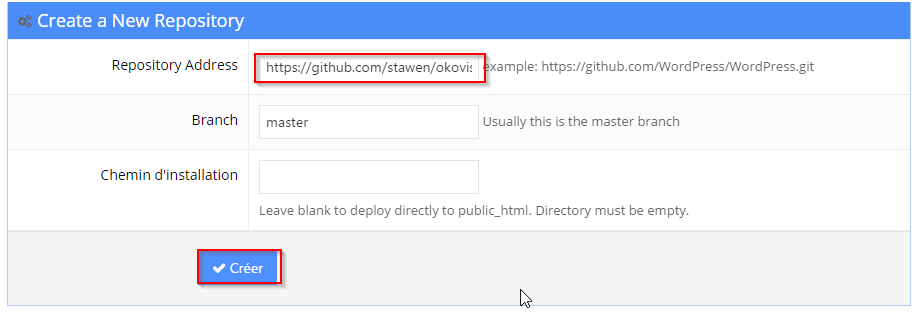 Create a New Repository
Repository Address https://github.com/stawen/okovis example: https://github.com/WordPress/WordPress.git
Branch master Usually this is the master branch
Chemin d'installation
Leave blank to deploy directly to public_html. Directory must be empty.
Créer